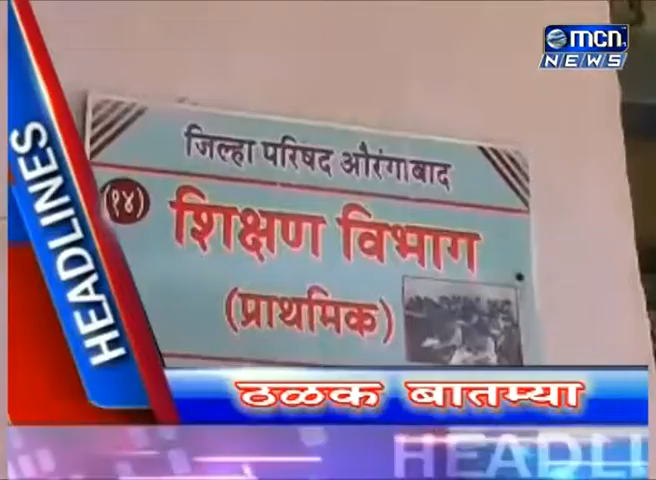 mcn
NEWS
HEADLINES
जिल्हा परिषद औरंगाबाद
(१४)
शिक्षण विभाग
(प्राथमिक)
ठळक बातम्या
HEADLI